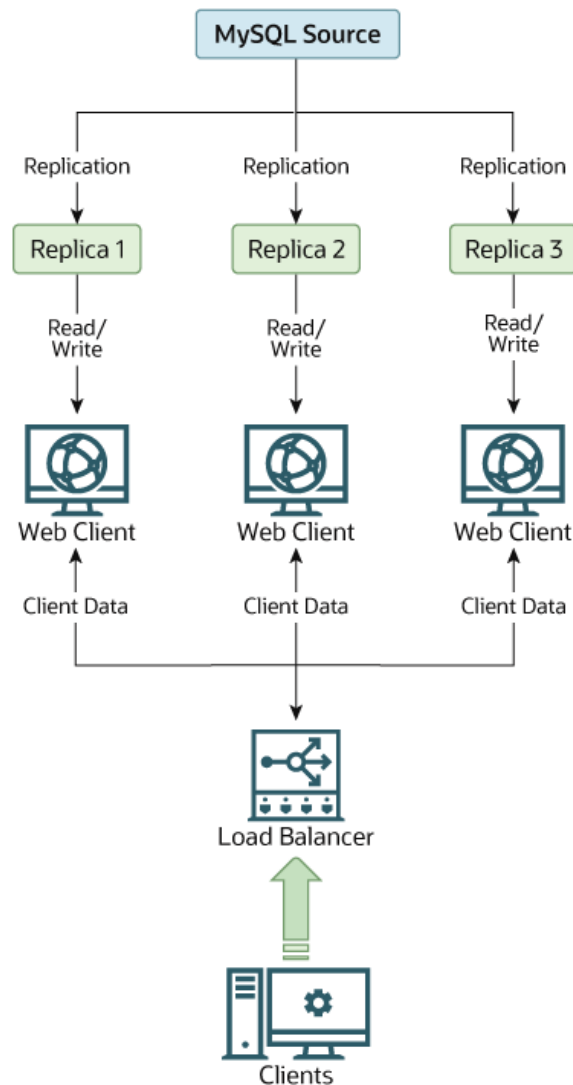 MySQL Source
Replication
Replication
Replication
Replica 1
Replica 2
Replica 3
Read/
Write
Read/
Write
Read/
Write
Web Client
Web Client
Web Client
Client Data
Client Data
Client Data
Load Balancer
Clients